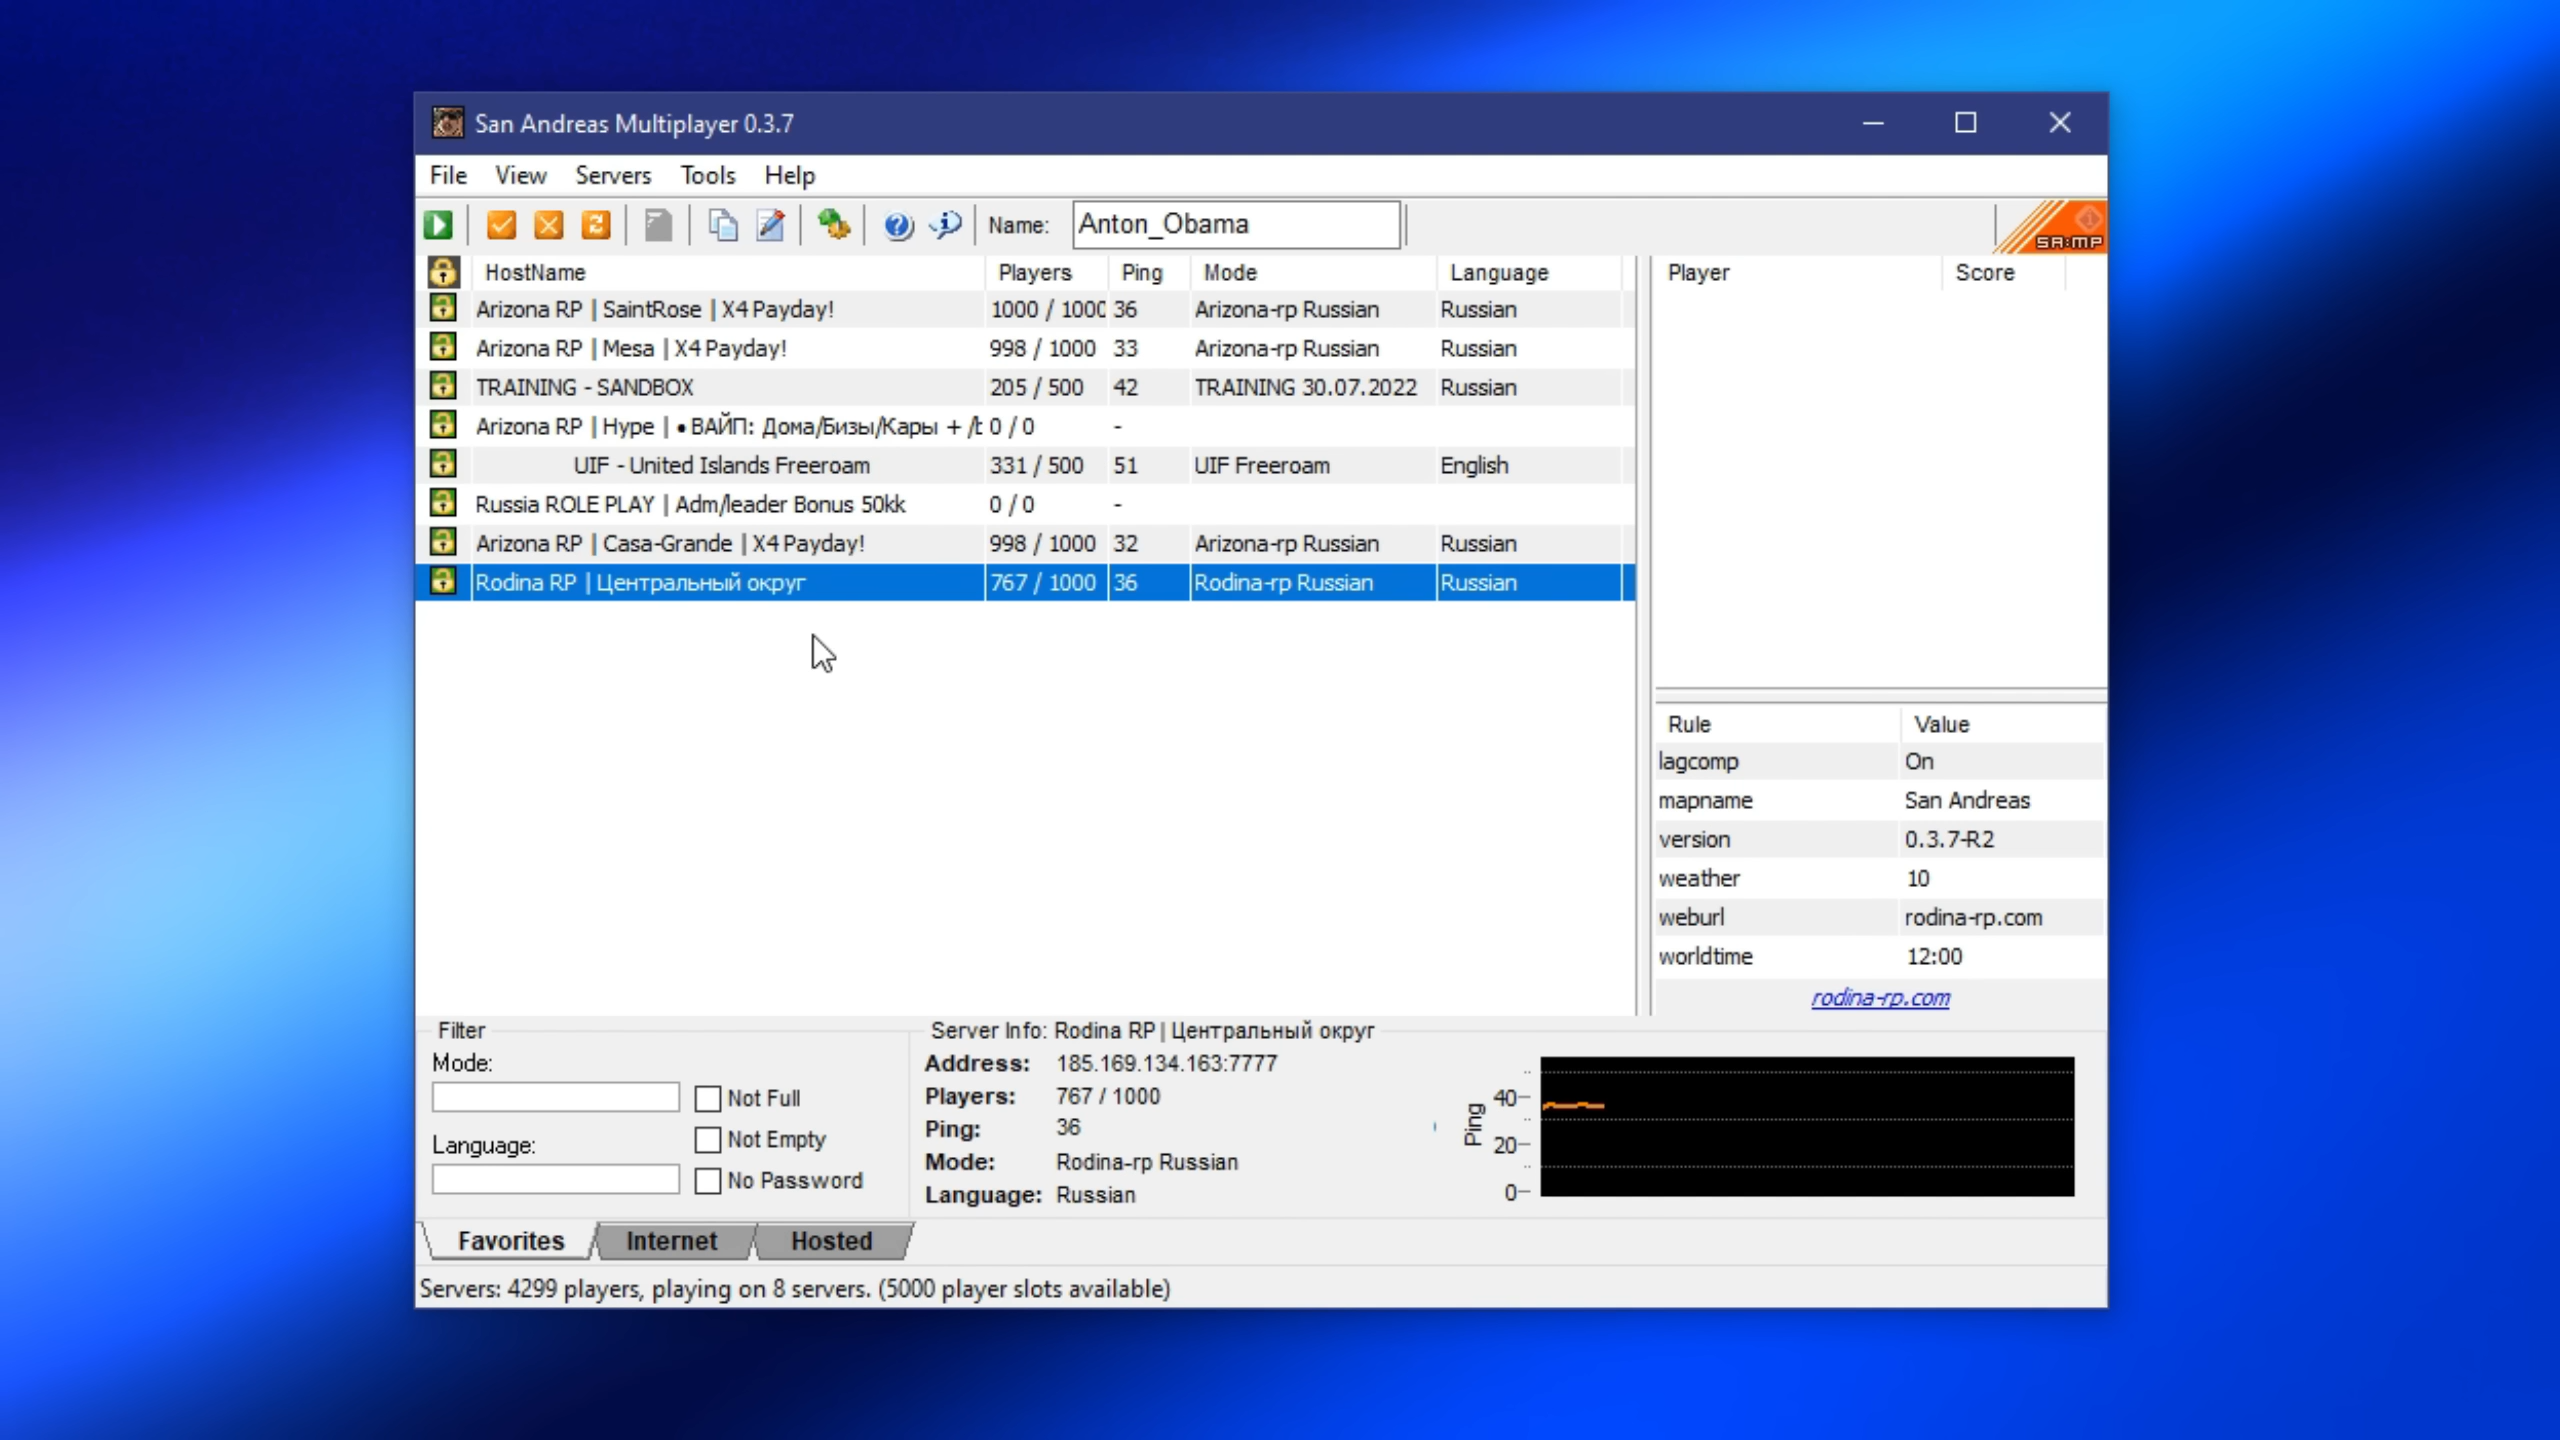 San Andreas Multiplayer 0.3.7
File View Servers Tools Help
Name: Anton_Obama
SA:MP
HostName Players Ping Mode Language
Arizona RP | SaintRose | X4 Payday! 1000 / 1000 36 Arizona-rp Russian Russian
Arizona RP | Mesa | X4 Payday! 998 / 1000 33 Arizona-rp Russian Russian
TRAINING - SANDBOX 205 / 500 42 TRAINING 30.07.2022 Russian
Arizona RP | Hype | • ВАЙП: Дома/Бизы/Кары + /t 0 / 0 -
UIF - United Islands Freeroam 331 / 500 51 UIF Freeroam English
Russia ROLE PLAY | Adm/leader Bonus 50kk 0 / 0 -
Arizona RP | Casa-Grande | X4 Payday! 998 / 1000 32 Arizona-rp Russian Russian
Rodina RP | Центральный округ 767 / 1000 36 Rodina-rp Russian Russian
Player Score
Rule Value
lagcomp On
mapname San Andreas
version 0.3.7-R2
weather 10
weburl rodina-rp.com
worldtime 12:00
rodina-rp.com
Filter
Mode:
Not Full
Not Empty
Language:
No Password
Server Info: Rodina RP | Центральный округ
Address: 185.169.134.163:7777
Players: 767 / 1000
Ping: 36
Mode: Rodina-rp Russian
Language: Russian
Ping
40
20
0
Favorites Internet Hosted
Servers: 4299 players, playing on 8 servers. (5000 player slots available)